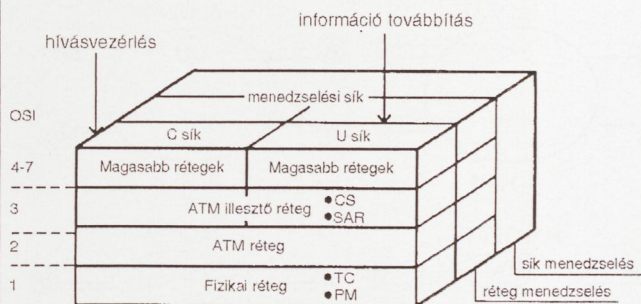 információ továbbítás
hívásvezérlés
menedzselési sík
OSI
C sík
U sík
4-7
Magasabb rétegek
Magasabb rétegek
3
ATM illesztő réteg
•CS
•SAR
2
ATM réteg
1
Fizikai réteg
•TC
•PM
sík menedzselés
réteg menedzselés